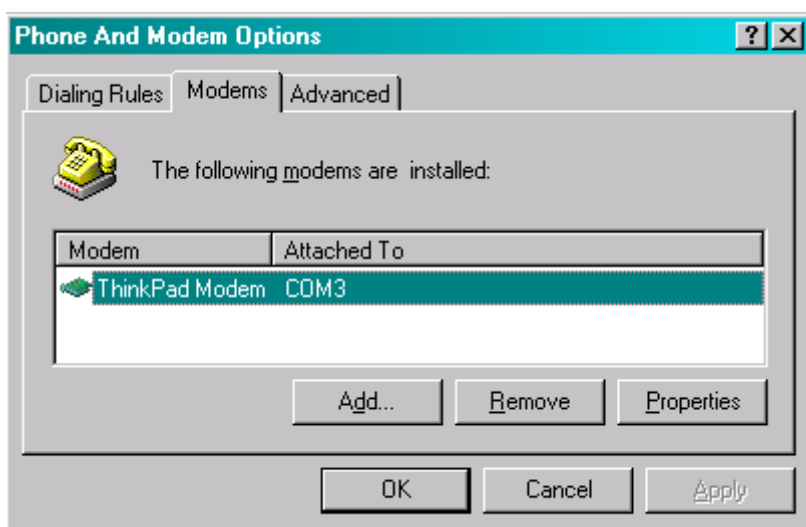 Phone And Modem Options
Dialing Rules Modems Advanced
The following modems are installed:
Modem Attached To
ThinkPad Modem COM3
Add... Remove Properties
OK Cancel Apply